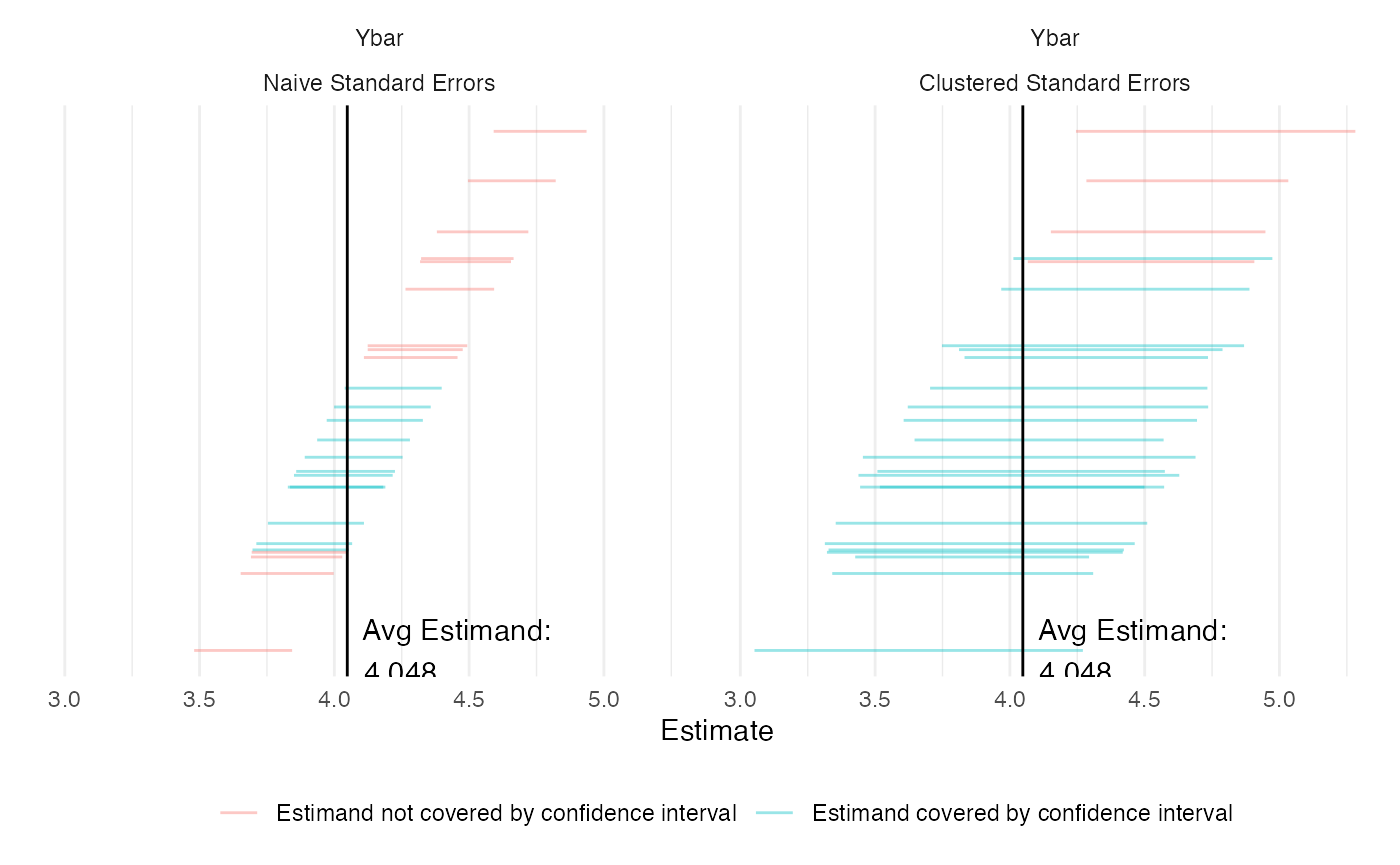 Ybar
Naive Standard Errors
Ybar
Clustered Standard Errors
Avg Estimand:
4.048
Avg Estimand:
4.048
3.0 3.5 4.0 4.5 5.0
3.0 3.5 4.0 4.5 5.0
Estimate
Estimand not covered by confidence interval
Estimand covered by confidence interval